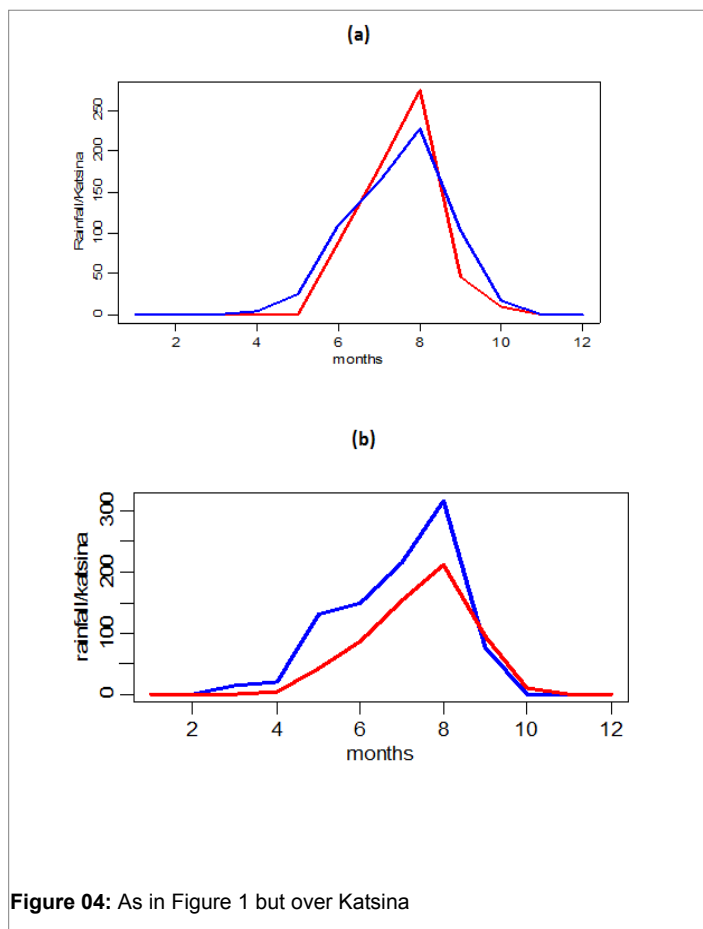 (a)
250
200
150
100
50
0
Rainfall/Katsina
2 4 6 8 10 12
months
(b)
300
200
100
0
rainfall/katsina
2 4 6 8 10 12
months
Figure 04: As in Figure 1 but over Katsina